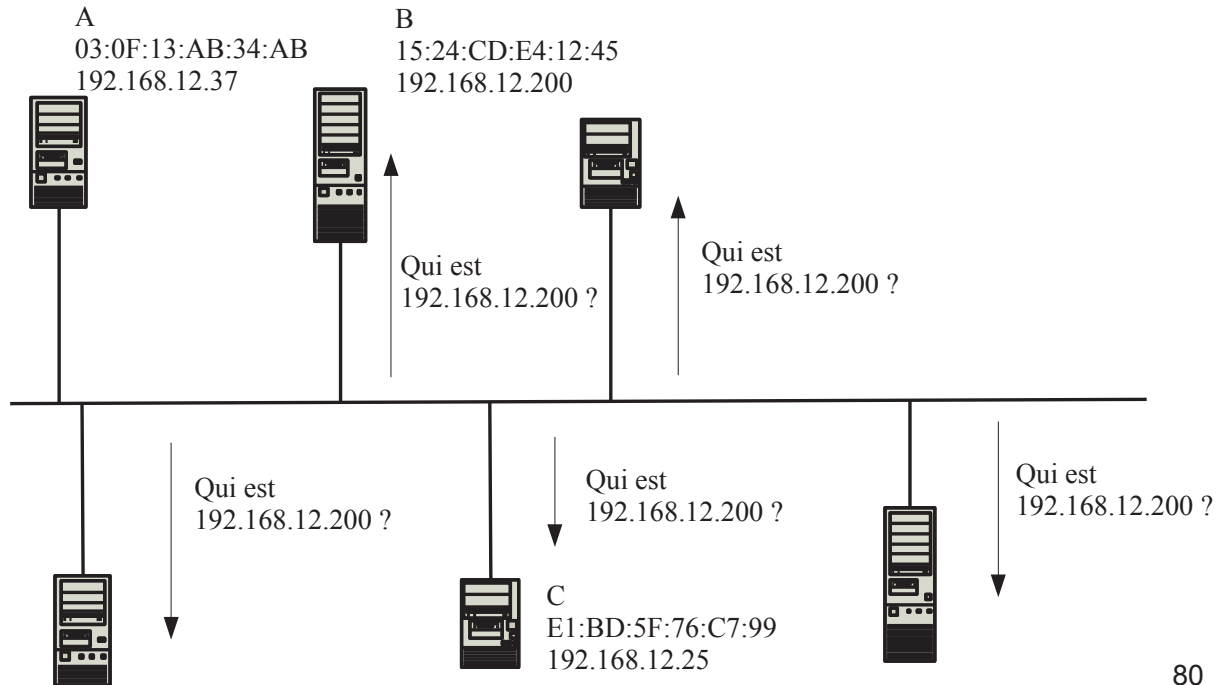 A
03:0F:13:AB:34:AB
192.168.12.37
B
15:24:CD:E4:12:45
192.168.12.200
Qui est
192.168.12.200 ?
Qui est
192.168.12.200 ?
Qui est
192.168.12.200 ?
Qui est
192.168.12.200 ?
Qui est
192.168.12.200 ?
C
E1:BD:5F:76:C7:99
192.168.12.25
80